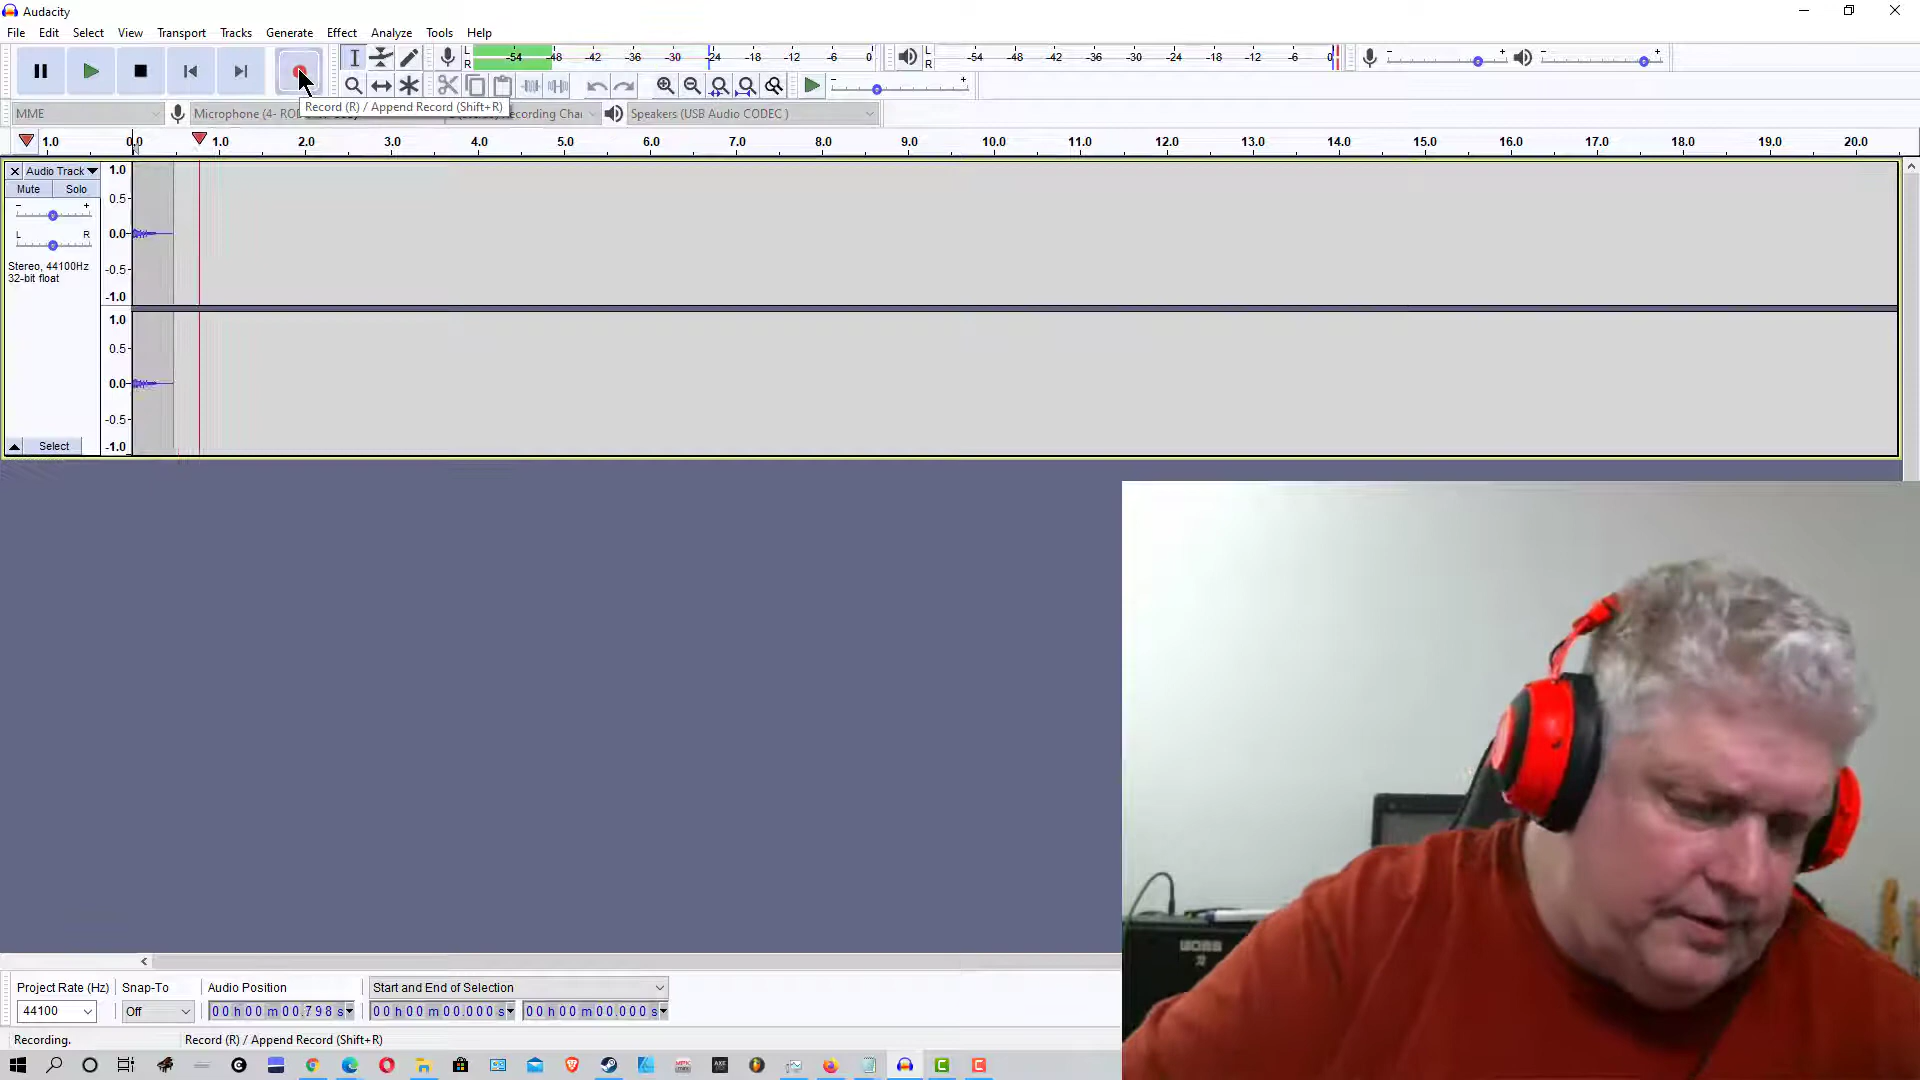 Audacity
File Edit Select View Transport Tracks Generate Effect Analyze Tools Help
L R -54 -48 -42 -36 -30 -24 -18 -12 -6 0
L R -54 -48 -42 -36 -30 -24 -18 -12 -6 0
Record (R) / Append Record (Shift+R)
MME Microphone (4- ROD Recording Chan Speakers (USB Audio CODEC )
1.0 0.0 1.0 2.0 3.0 4.0 5.0 6.0 7.0 8.0 9.0 10.0 11.0 12.0 13.0 14.0 15.0 16.0 17.0 18.0 19.0 20.0
Audio Track
Mute Solo
- +
L R
Stereo, 44100Hz
32-bit float
Select
1.0
0.5
0.0
-0.5
-1.0
1.0
0.5
0.0
-0.5
-1.0
Project Rate (Hz) Snap-To Audio Position Start and End of Selection
44100 Off 00 h 00 m 00.798 s 00 h 00 m 00.000 s 00 h 00 m 00.000 s
Recording. Record (R) / Append Record (Shift+R)